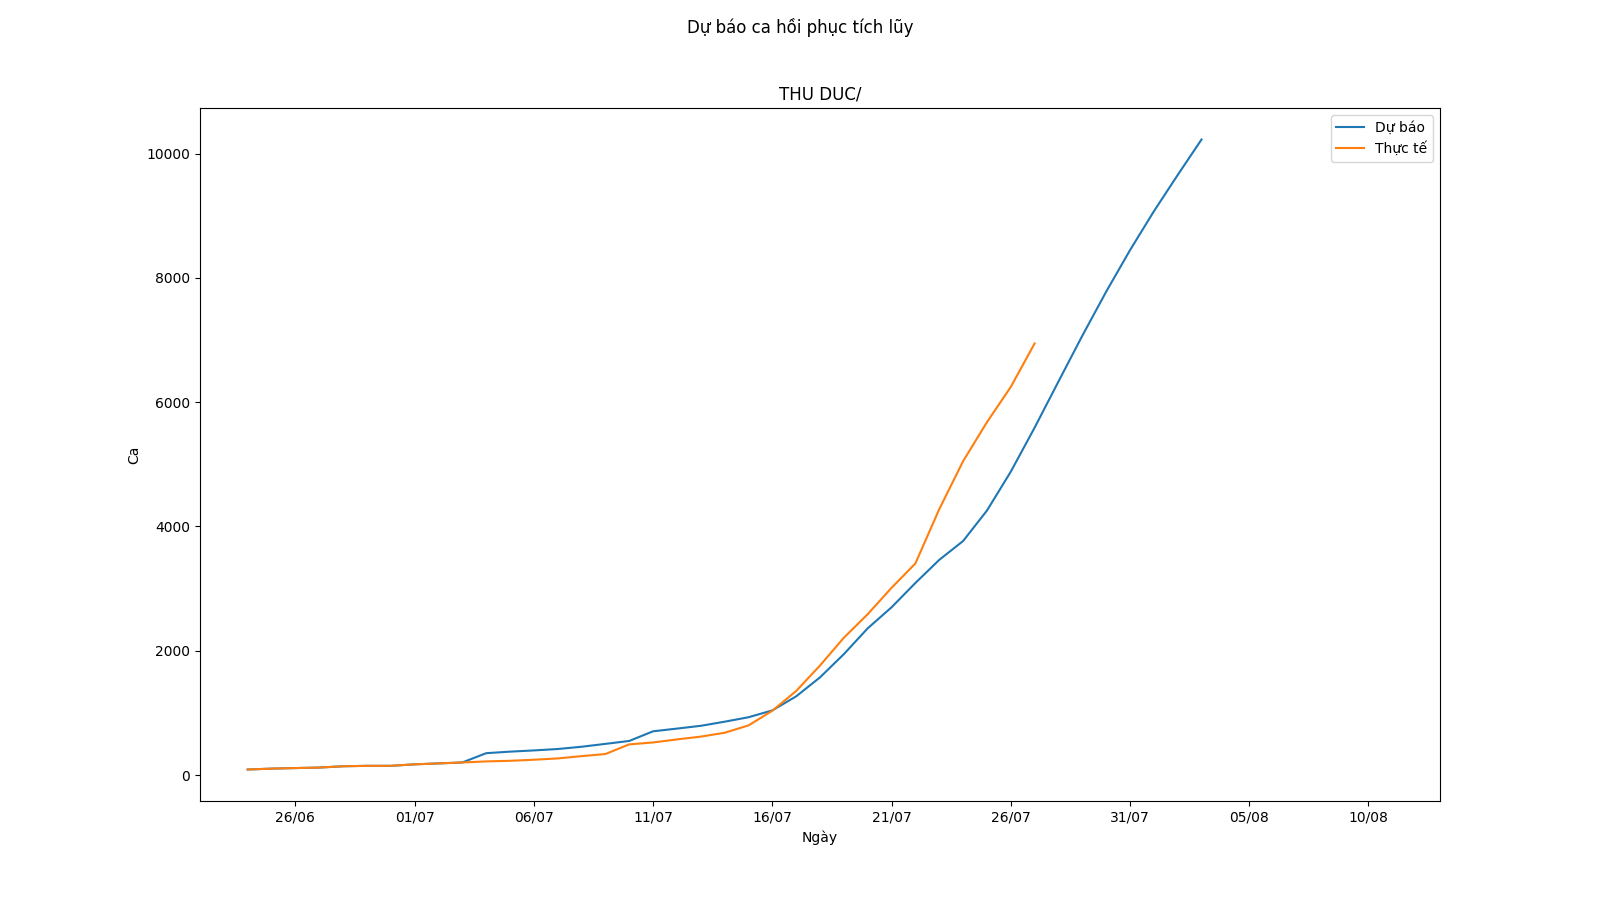 Dự báo ca hồi phục tích lũy
THU DUC/
Dự báo
Thực tế
10000
8000
6000
4000
2000
0
Ca
26/06 01/07 06/07 11/07 16/07 21/07 26/07 31/07 05/08 10/08
Ngày